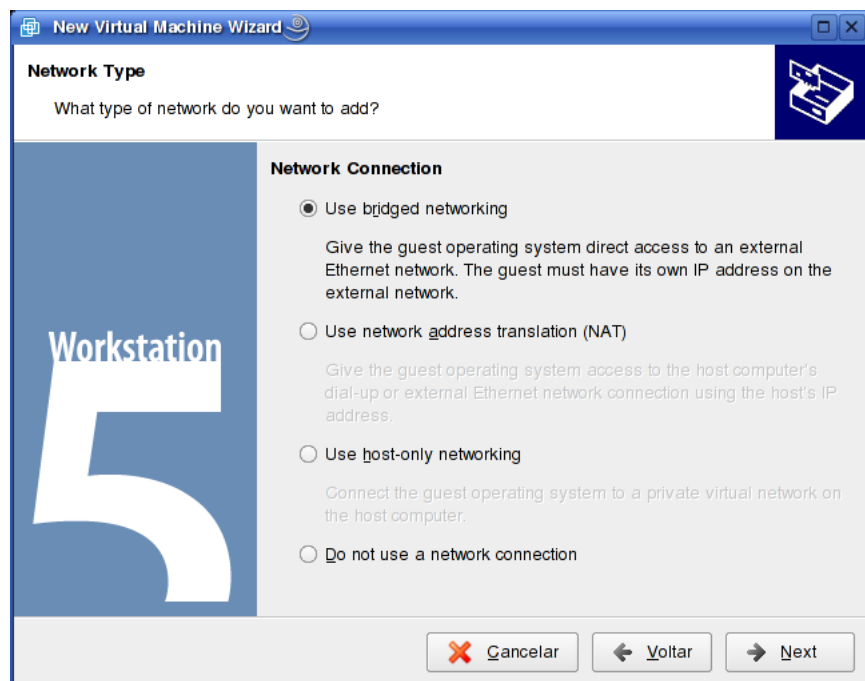 New Virtual Machine Wizard
Network Type
What type of network do you want to add?
Network Connection
Use bridged networking
Give the guest operating system direct access to an external
Ethernet network. The guest must have its own IP address on the
external network.
Use network address translation (NAT)
Give the guest operating system access to the host computer's
dial-up or external Ethernet network connection using the host's IP
address.
Use host-only networking
Connect the guest operating system to a private virtual network on
the host computer.
Do not use a network connection
Workstation
5
Cancelar
Voltar
Next